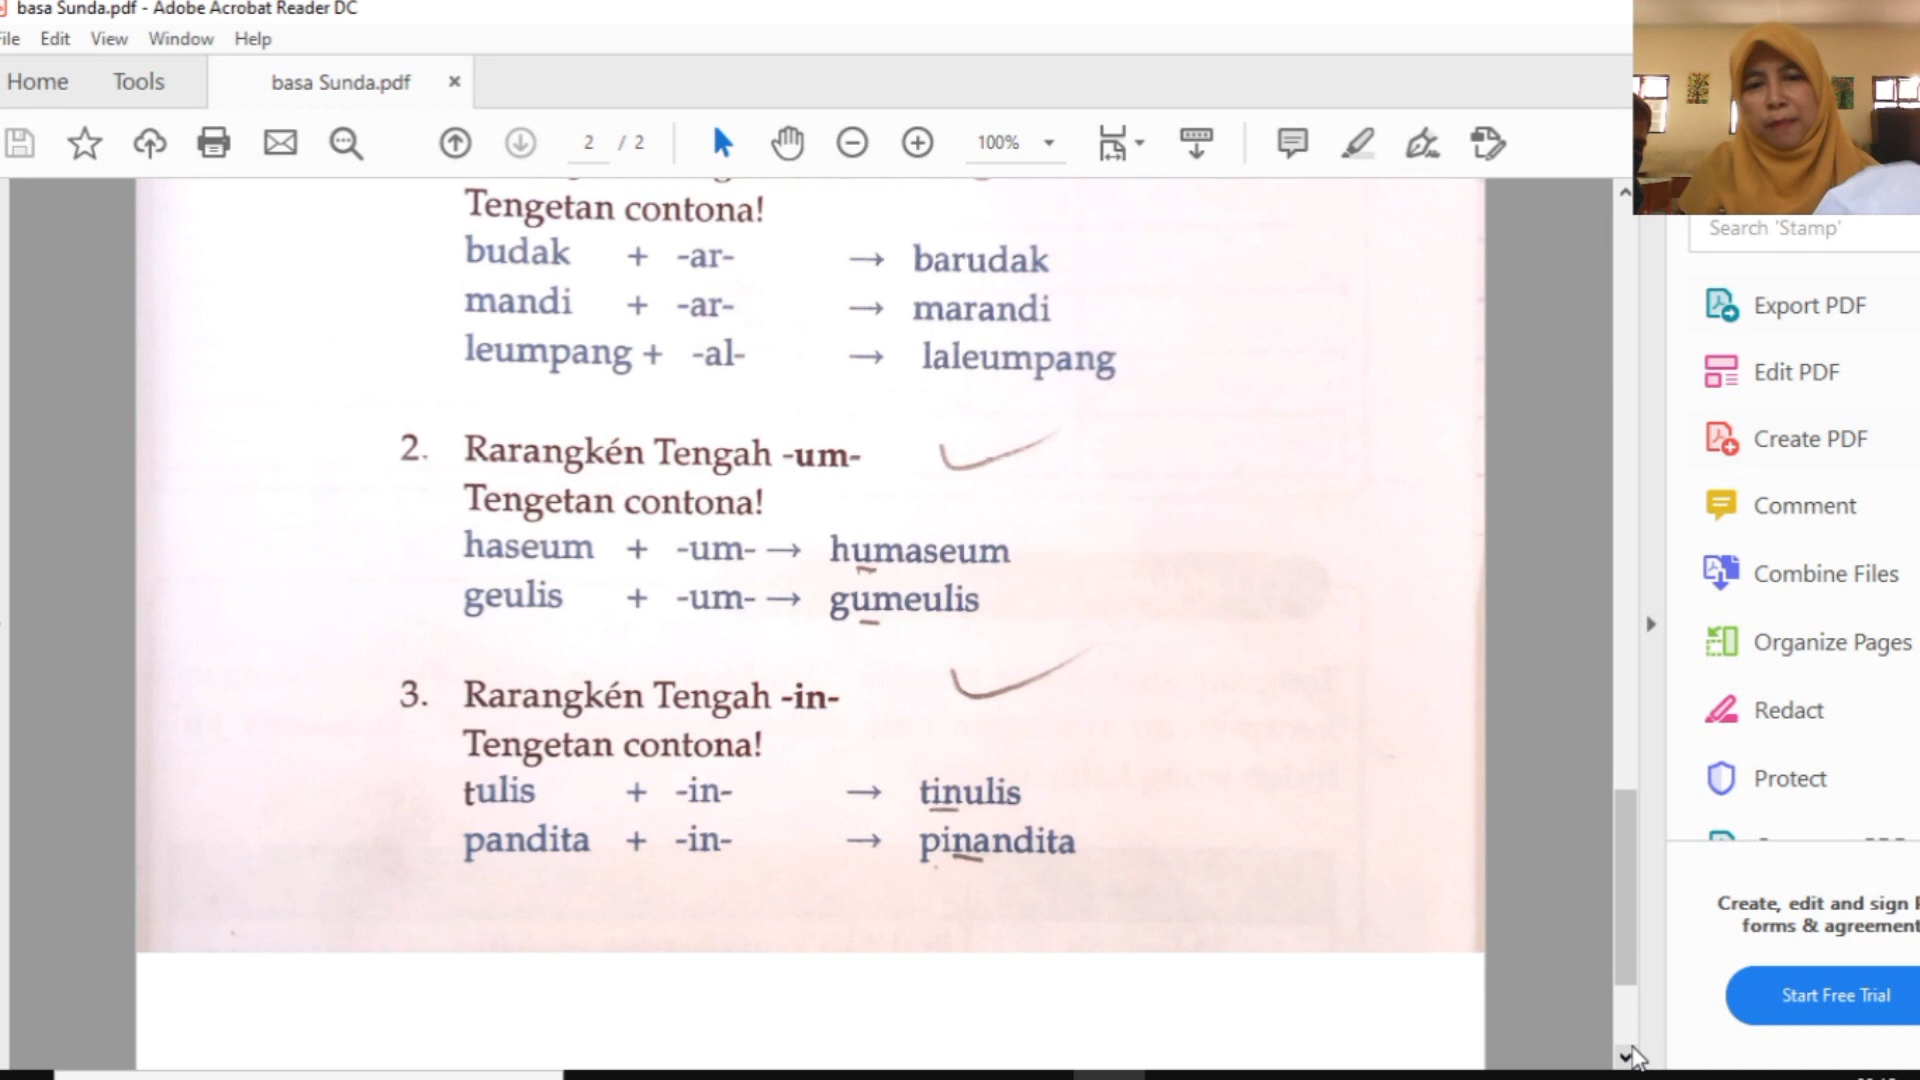 basa Sunda.pdf - Adobe Acrobat Reader DC
File Edit View Window Help
Home Tools basa Sunda.pdf ×
2 / 2 100%
Tengetan contona!
budak + -ar- → barudak
mandi + -ar- → marandi
leumpang + -al- → laleumpang
2. Rarangkén Tengah -um-
Tengetan contona!
haseum + -um- → humaseum
geulis + -um- → gumeulis
3. Rarangkén Tengah -in-
Tengetan contona!
tulis + -in- → tinulis
pandita + -in- → pinandita
Search 'Stamp'
Export PDF
Edit PDF
Create PDF
Comment
Combine Files
Organize Pages
Redact
Protect
Create, edit and sign
forms & agreement
Start Free Trial